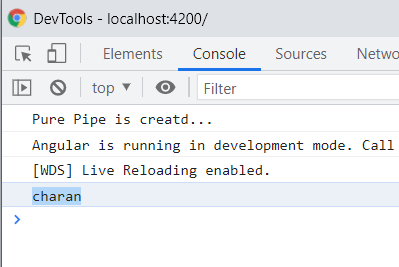 DevTools - localhost:4200/
Elements Console Sources Netwo
top Filter
Pure Pipe is creatd...
Angular is running in development mode. Call
[WDS] Live Reloading enabled.
charan